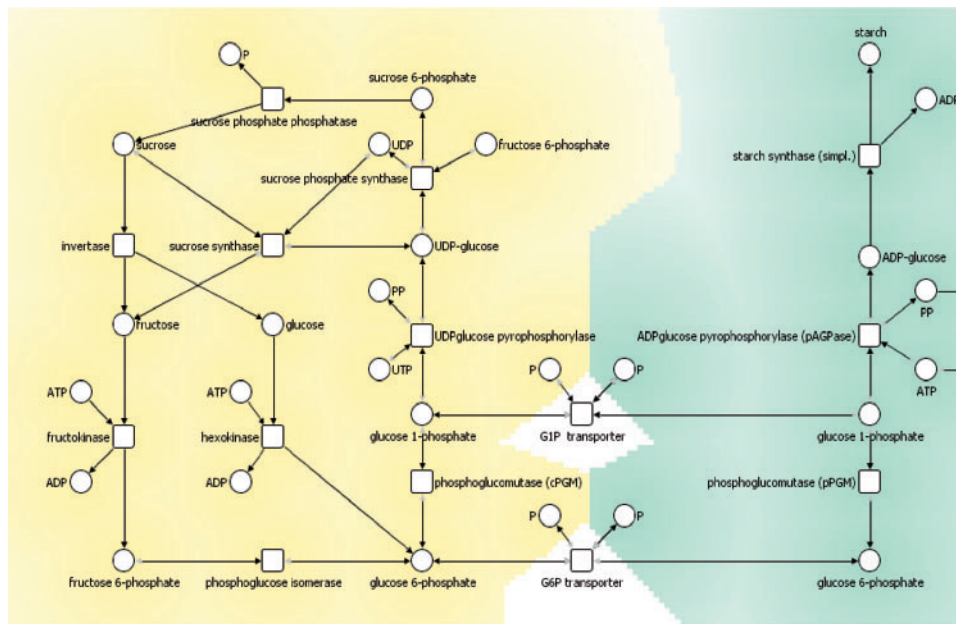 starch
P
sucrose 6-phosphate
ADP
sucrose phosphate phosphatase
sucrose
UDP
fructose 6-phosphate
starch synthase (simpl.)
sucrose phosphate synthase
invertase
sucrose synthase
UDP-glucose
ADP-glucose
PP
PP
fructose
glucose
UDPglucose pyrophosphorylase
ADPglucose pyrophosphorylase (pAGPase)
UTP
P
P
ATP
ATP
ATP
glucose 1-phosphate
G1P transporter
glucose 1-phosphate
fructokinase
hexokinase
ADP
ADP
phosphoglucomutase (cPGM)
phosphoglucomutase (pPGM)
P
P
fructose 6-phosphate
phosphoglucose isomerase
glucose 6-phosphate
G6P transporter
glucose 6-phosphate